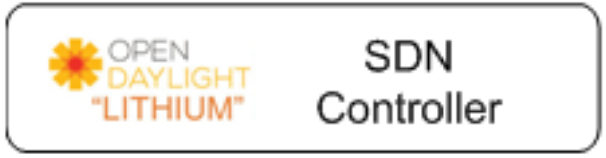 OPEN
DAYLIGHT
"LITHIUM"
SDN
Controller